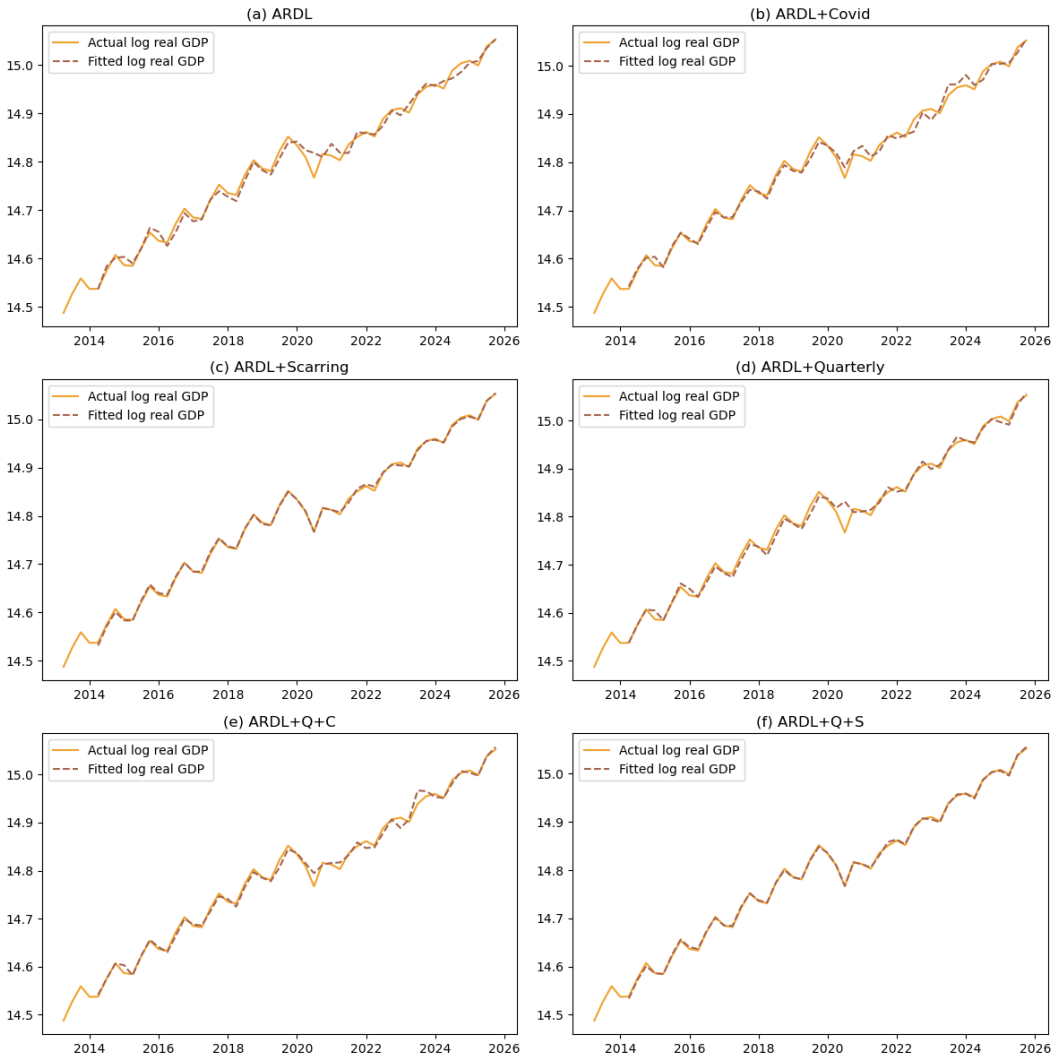 (a) ARDL
Actual log real GDP
Fitted log real GDP
15.0
14.9
14.8
14.7
14.6
14.5
2014 2016 2018 2020 2022 2024 2026
(b) ARDL+Covid
Actual log real GDP
Fitted log real GDP
15.0
14.9
14.8
14.7
14.6
14.5
2014 2016 2018 2020 2022 2024 2026
(c) ARDL+Scarring
Actual log real GDP
Fitted log real GDP
15.0
14.9
14.8
14.7
14.6
14.5
2014 2016 2018 2020 2022 2024 2026
(d) ARDL+Quarterly
Actual log real GDP
Fitted log real GDP
15.0
14.9
14.8
14.7
14.6
14.5
2014 2016 2018 2020 2022 2024 2026
(e) ARDL+Q+C
Actual log real GDP
Fitted log real GDP
15.0
14.9
14.8
14.7
14.6
14.5
2014 2016 2018 2020 2022 2024 2026
(f) ARDL+Q+S
Actual log real GDP
Fitted log real GDP
15.0
14.9
14.8
14.7
14.6
14.5
2014 2016 2018 2020 2022 2024 2026